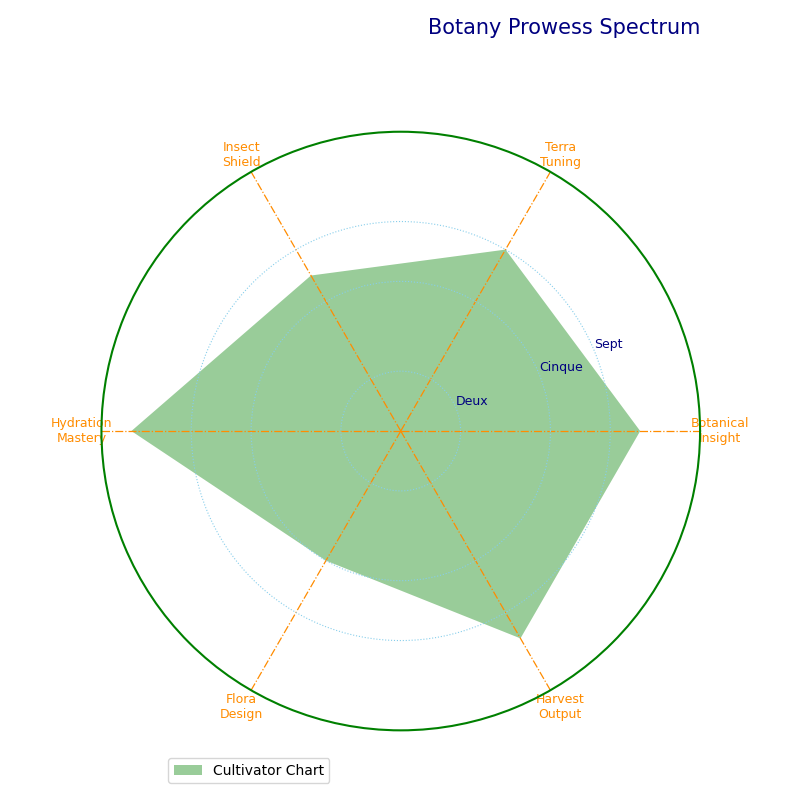 Botany Prowess Spectrum
Insect
Shield
Terra
Tuning
Sept
Cinque
Deux
Hydration
Mastery
Botanical
Insight
Flora
Design
Harvest
Output
Cultivator Chart